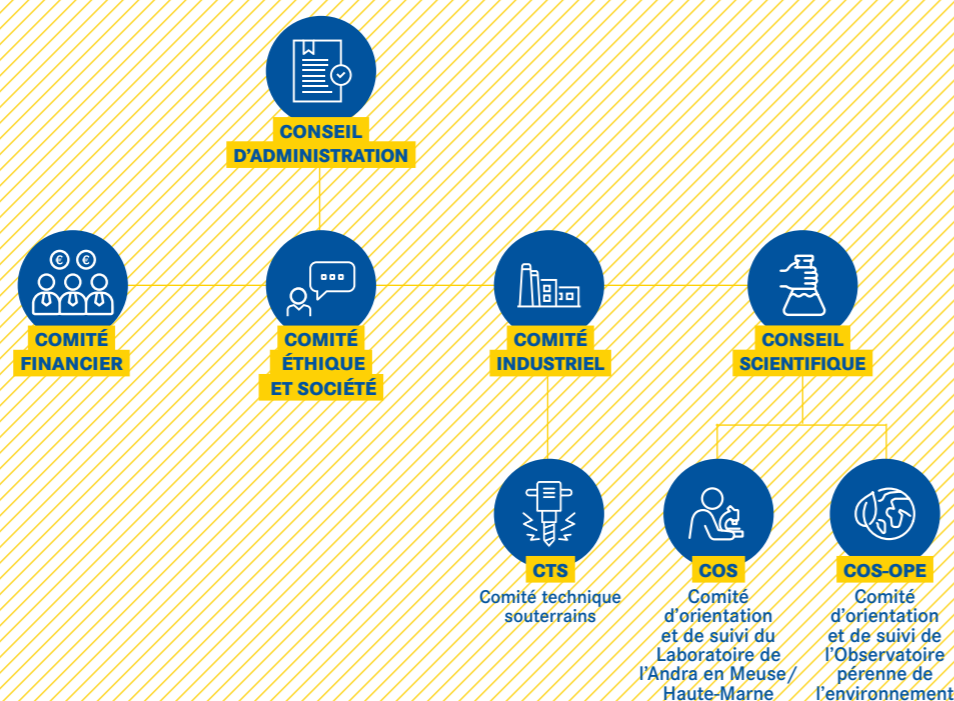 CONSEIL
D'ADMINISTRATION
€ €
COMITÉ
FINANCIER
COMITÉ
ÉTHIQUE
ET SOCIÉTÉ
COMITÉ
INDUSTRIEL
CONSEIL
SCIENTIFIQUE
CTS
Comité technique
souterrains
COS
Comité
d'orientation
et de suivi du
Laboratoire de
l'Andra en Meuse/
Haute-Marne
COS-OPE
Comité
d'orientation
et de suivi de
l'Observatoire
pérenne de
l'environnement